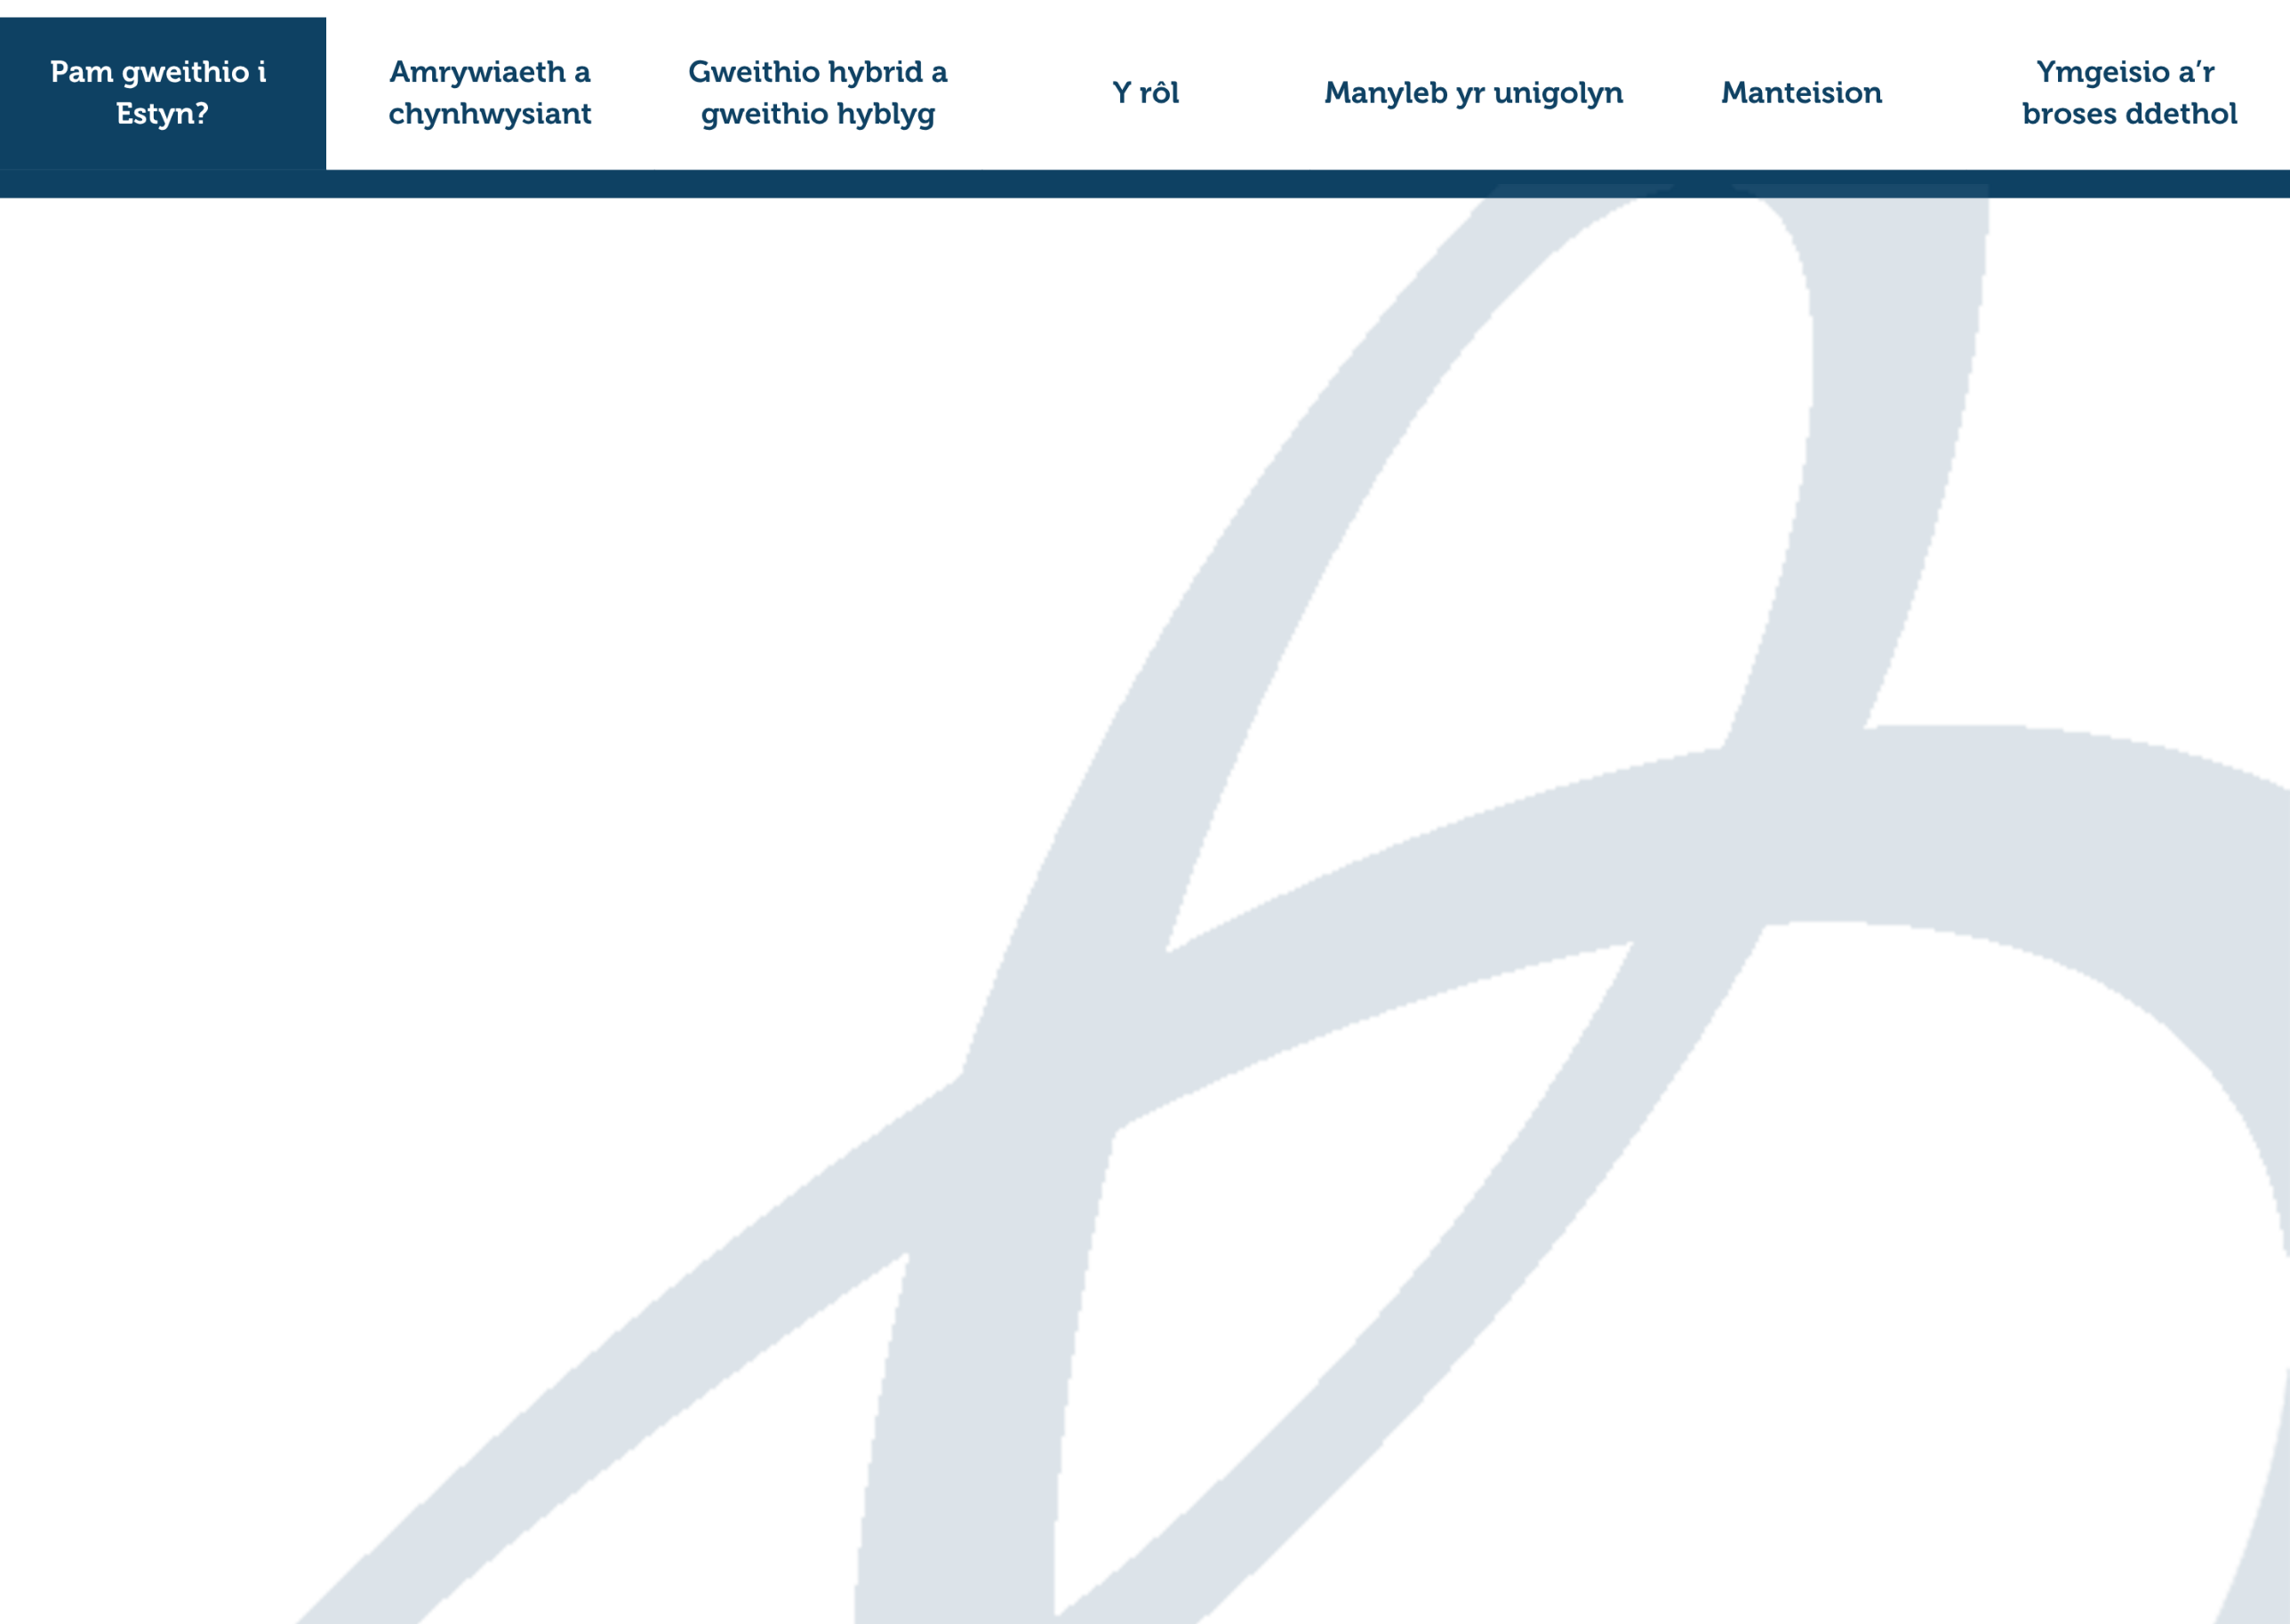 Pam gweithio i
Estyn?
Amrywiaeth a
chynhwysiant
Gweithio hybrid a
gweithio hyblyg
Y rôl
Manyleb yr unigolyn
Manteision
Ymgeisio a’r
broses ddethol